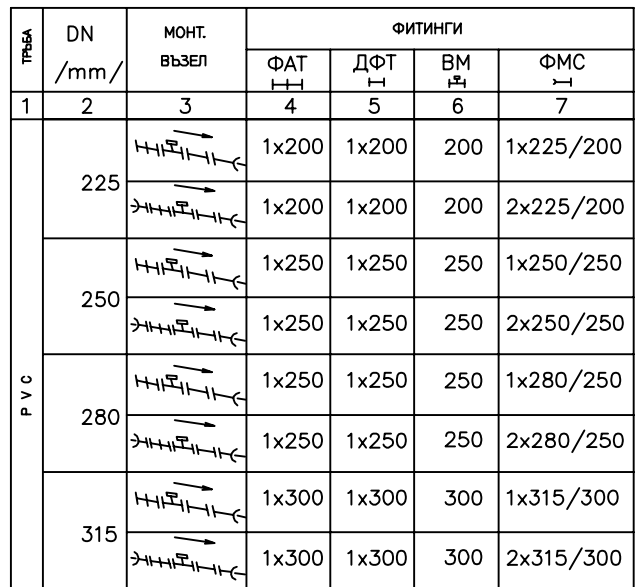 ТРЪБА DN /mm/ МОНТ. ВЪЗЕЛ ФИТИНГИ
ФАТ ДФТ ВМ ФМС
1 2 3 4 5 6 7
PVC
225 1x200 1x200 200 1x225/200
1x200 1x200 200 2x225/200
250 1x250 1x250 250 1x250/250
1x250 1x250 250 2x250/250
280 1x250 1x250 250 1x280/250
1x250 1x250 250 2x280/250
315 1x300 1x300 300 1x315/300
1x300 1x300 300 2x315/300